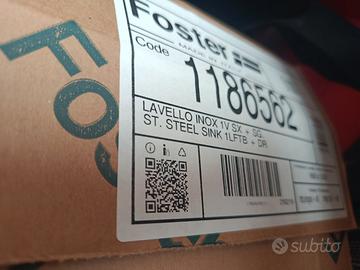 Foster
MADE IN ITALY
Code
1186562
LAVELLO INOX 1V SX + SG.
ST. STEEL SINK 1LFTB + DR
FOS
subito